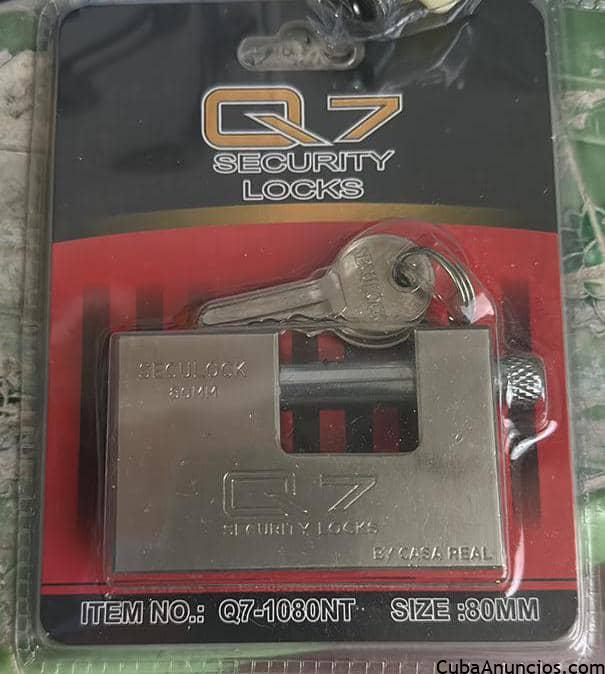 Q7
SECURITY
LOCKS
SECULOCK
SECULOCK
80MM
Q7
SECURITY LOCKS
BY CASA REAL
ITEM NO.: Q7-1080NT SIZE :80MM
CubaAnuncios.com